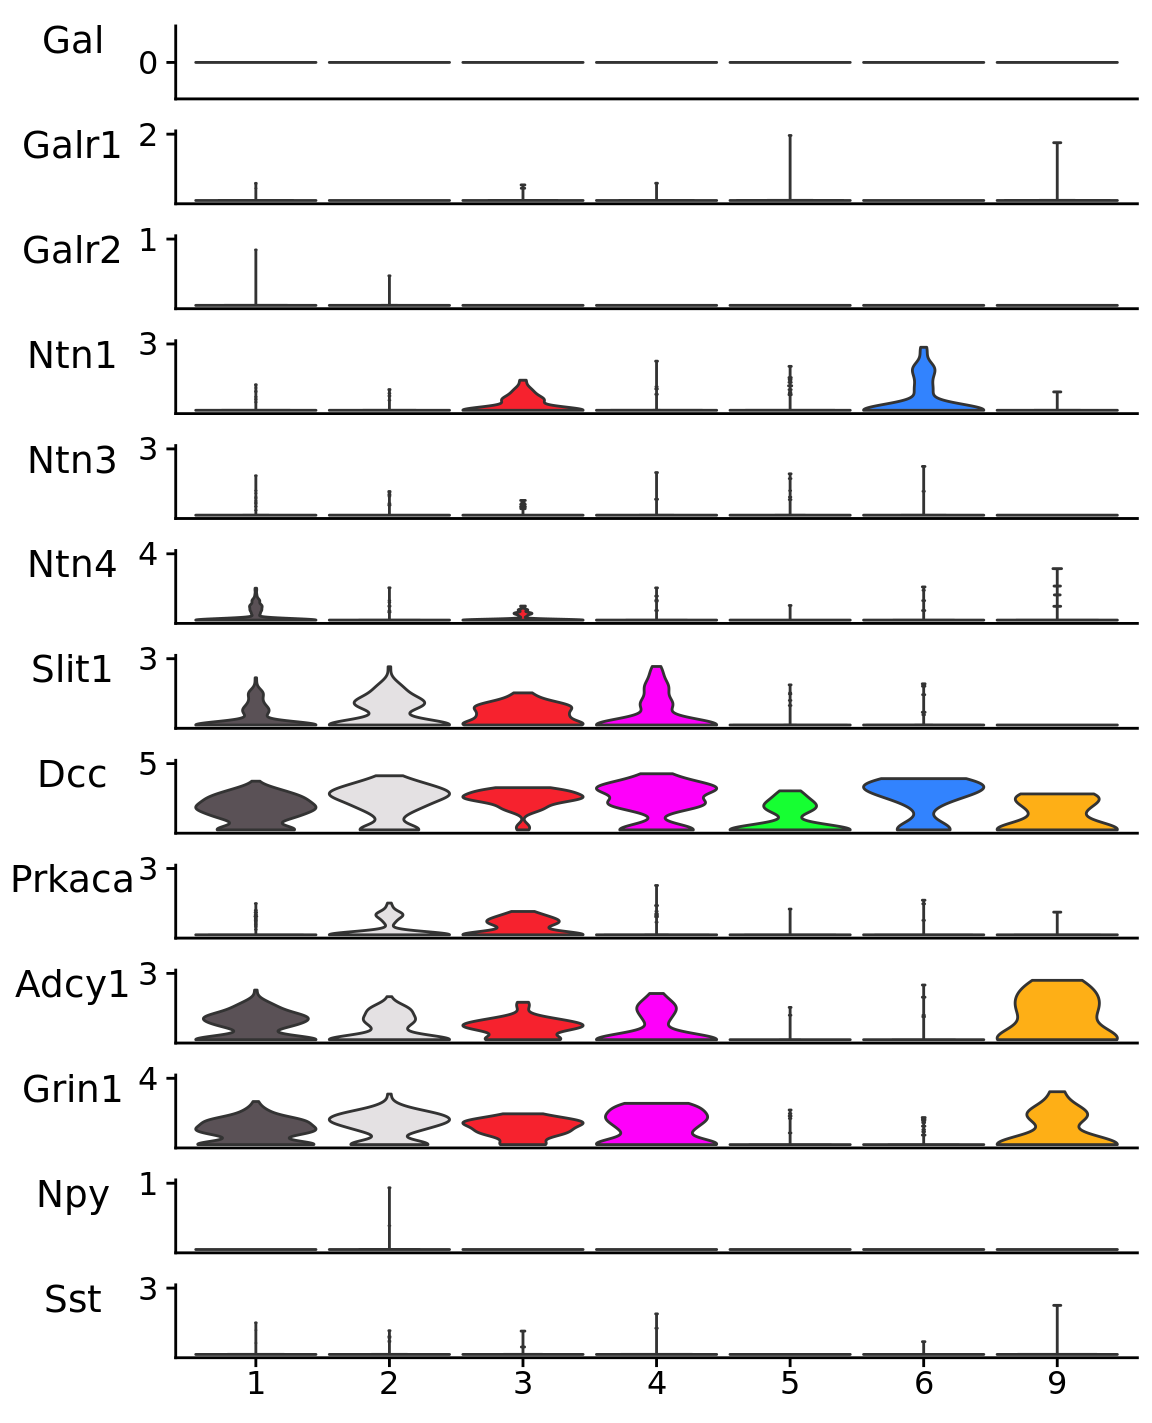 Gal 0
Galr1 2
Galr2 1
Ntn1 3
Ntn3 3
Ntn4 4
Slit1 3
Dcc 5
Prkaca 3
Adcy1 3
Grin1 4
Npy 1
Sst 3
1 2 3 4 5 6 9